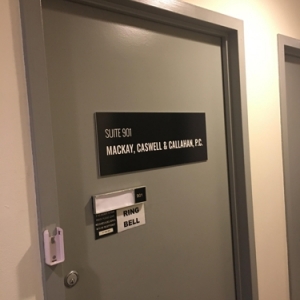 SUITE 901
MACKAY, CASWELL & CALLAHAN, P.C.
RING
BELL